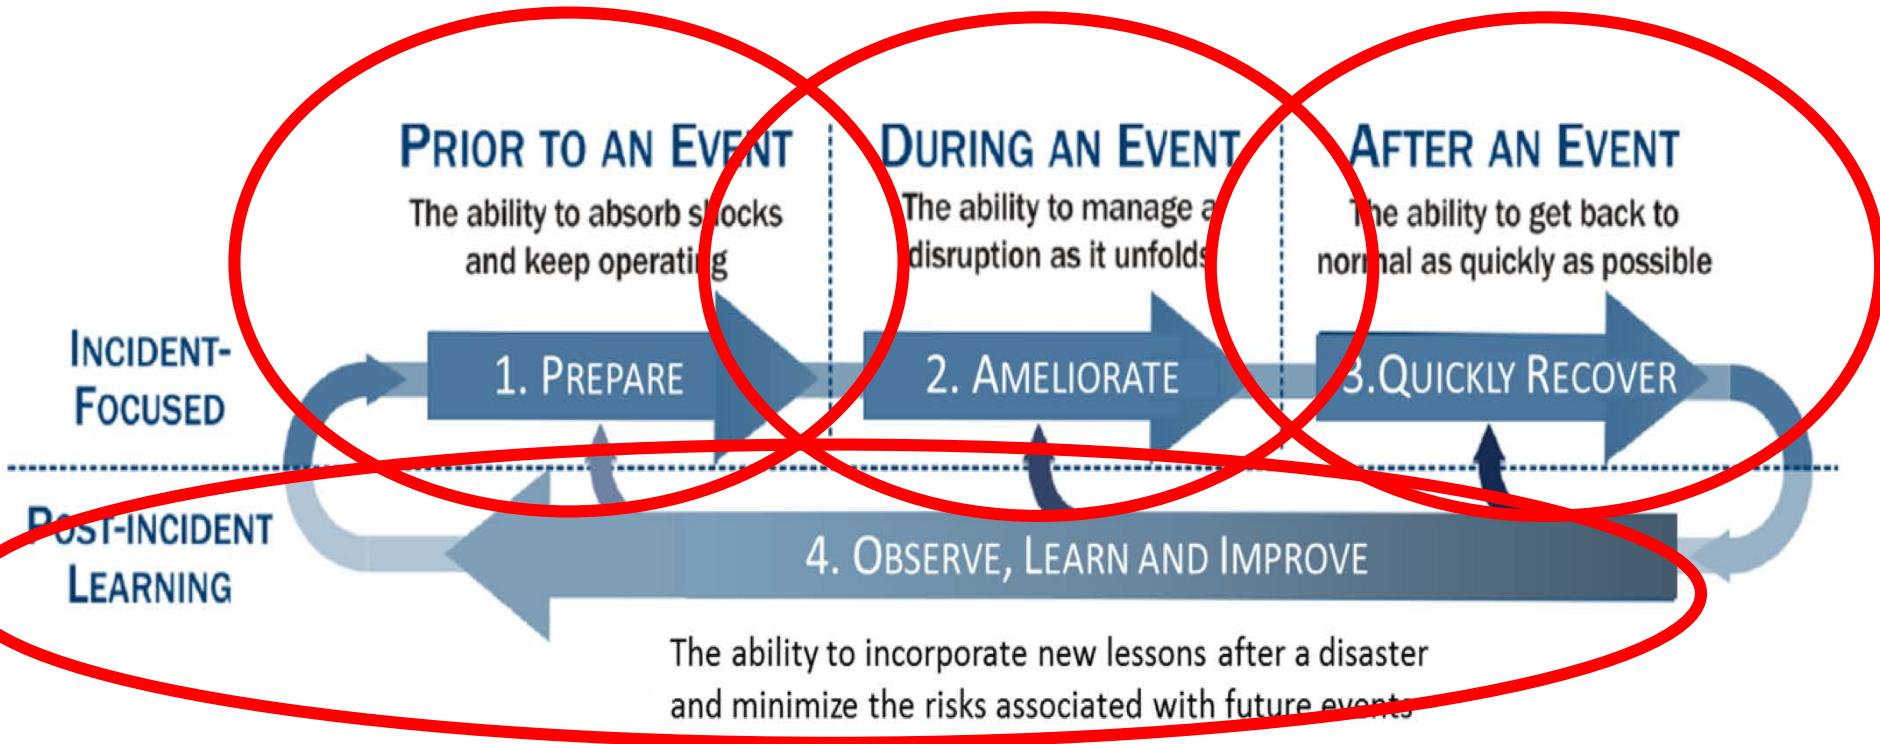 PRIOR TO AN EVENT
The ability to absorb shocks
and keep operating
DURING AN EVENT
The ability to manage a
disruption as it unfolds
AFTER AN EVENT
The ability to get back to
normal as quickly as possible
INCIDENT-
FOCUSED
1. PREPARE
2. AMELIORATE
3.QUICKLY RECOVER
POST-INCIDENT
LEARNING
4. OBSERVE, LEARN AND IMPROVE
The ability to incorporate new lessons after a disaster
and minimize the risks associated with future events